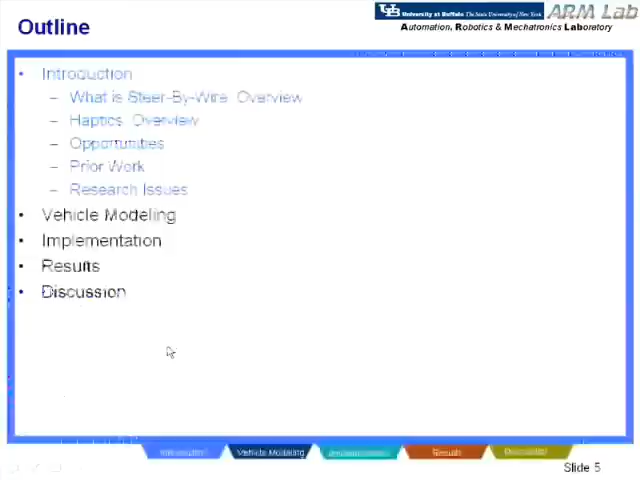 Outline
University at Buffalo The State University of New York
ARM Lab
Automation, Robotics & Mechatronics Laboratory
• Introduction
– What is Steer-By-Wire Overview
– Haptics Overview
– Opportunities
– Prior Work
– Research Issues
• Vehicle Modeling
• Implementation
• Results
• Discussion
Introduction Vehicle Modeling Implementation Results Discussion
Slide 5